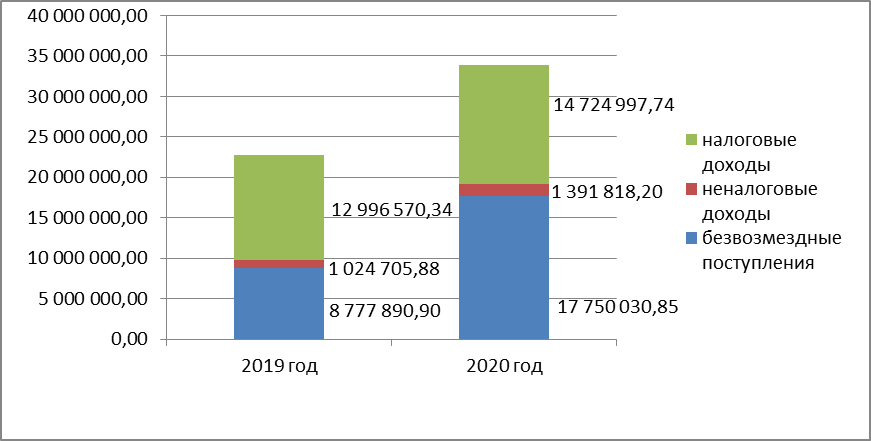 40 000 000,00
35 000 000,00
30 000 000,00
25 000 000,00
20 000 000,00
15 000 000,00
10 000 000,00
5 000 000,00
0,00
12 996 570,34
1 024 705,88
8 777 890,90
14 724 997,74
1 391 818,20
17 750 030,85
2019 год
2020 год
налоговые
доходы
неналоговые
доходы
безвозмездные
поступления